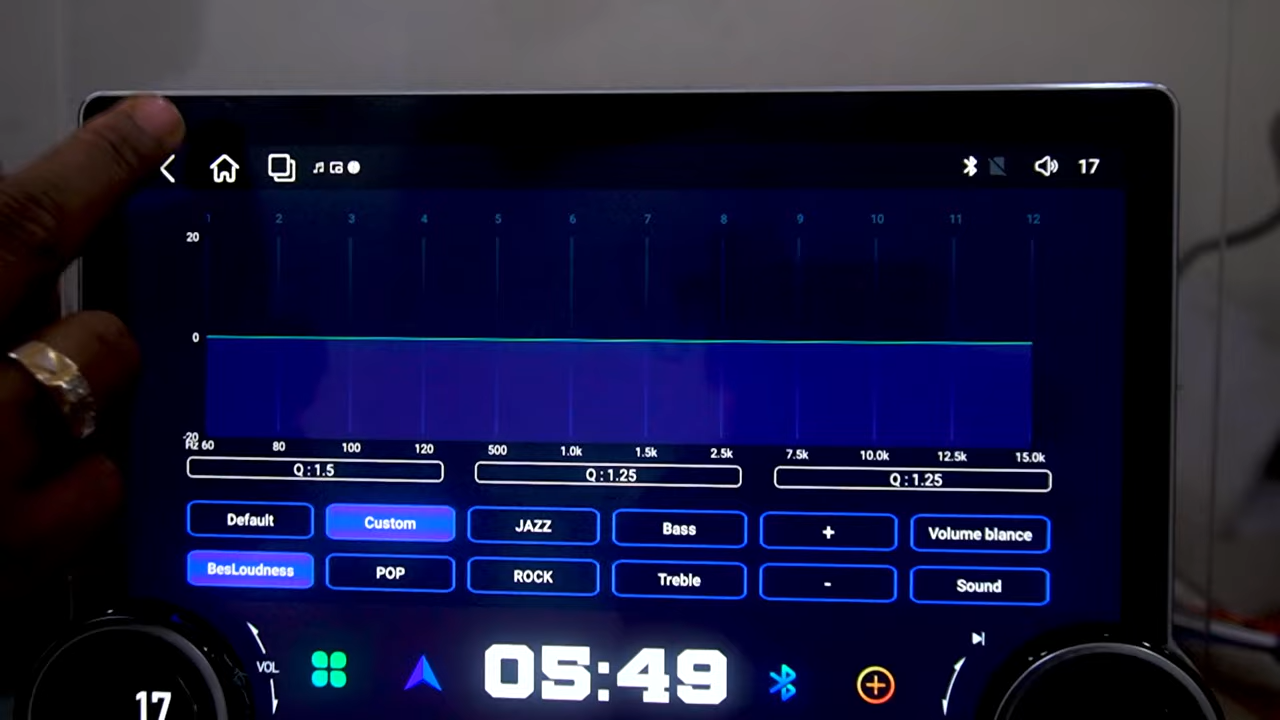 17
1 2 3 4 5 6 7 8 9 10 11 12
20
0
-20
Hz 60 80 100 120 500 1.0k 1.5k 2.5k 7.5k 10.0k 12.5k 15.0k
Q : 1.5 Q : 1.25 Q : 1.25
Default Custom JAZZ Bass + Volume blance
BesLoudness POP ROCK Treble - Sound
VOL 05:49
17